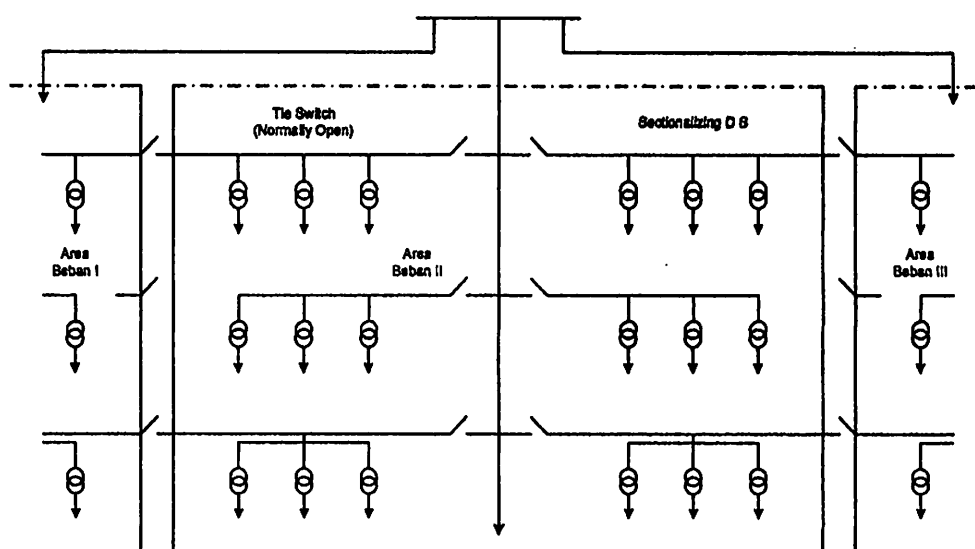 Tie Switch
(Normally Open)
Sectionalizing D S
Area
Beban I
Area
Beban II
Area
Beban III